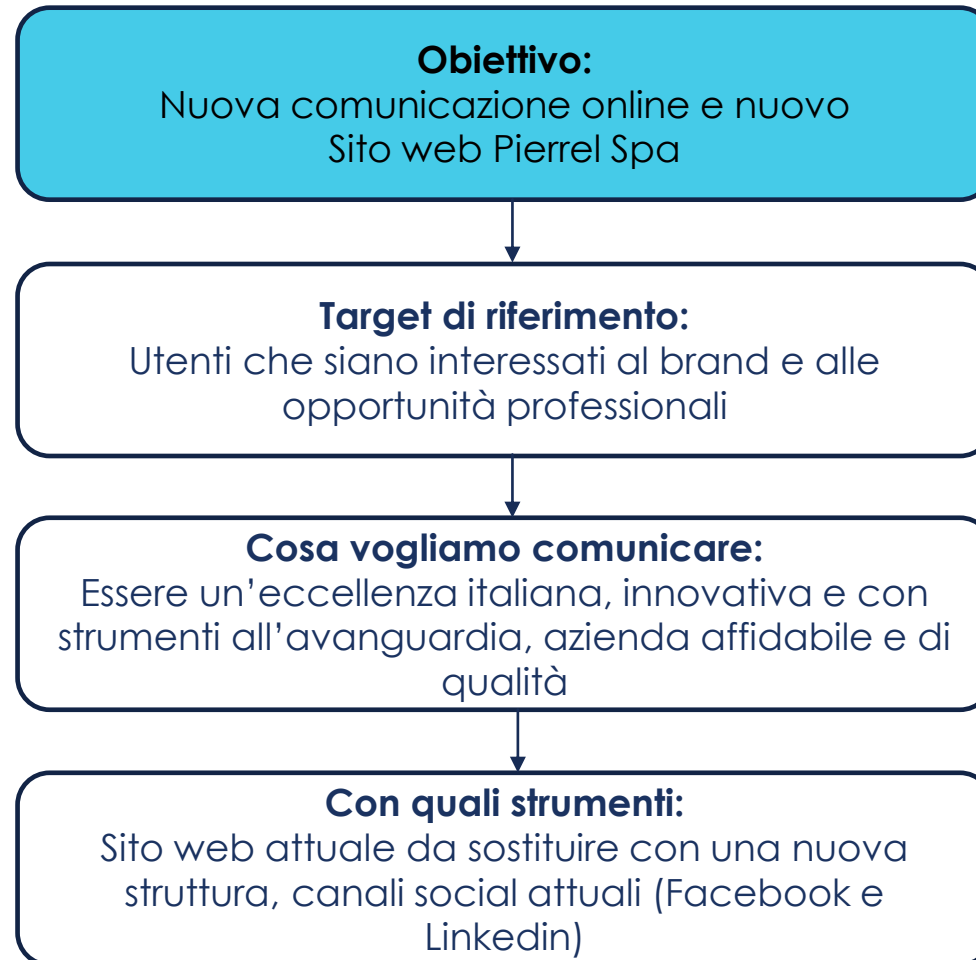 Obiettivo:
Nuova comunicazione online e nuovo
Sito web Pierrel Spa
Target di riferimento:
Utenti che siano interessati al brand e alle
opportunità professionali
Cosa vogliamo comunicare:
Essere un’eccellenza italiana, innovativa e con
strumenti all’avanguardia, azienda affidabile e di
qualità
Con quali strumenti:
Sito web attuale da sostituire con una nuova
struttura, canali social attuali (Facebook e
Linkedin)